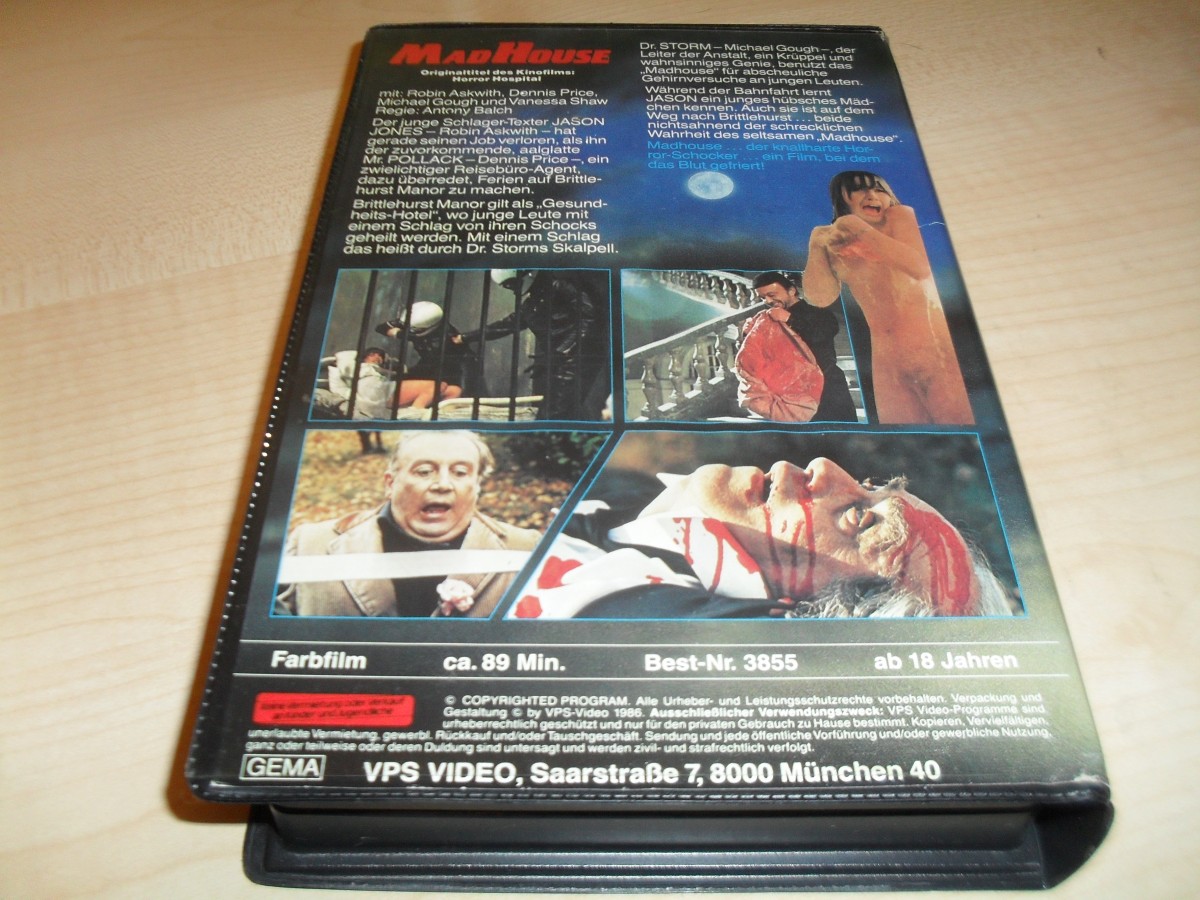 MADHOUSE
Originaltitel des Kinofilms:
Horror Hospital
mit: Robin Askwith, Dennis Price,
Michael Gough und Vanessa Shaw
Regie: Antony Balch
Der junge Schlager-Texter JASON
JONES – Robin Askwith – hat
gerade seinen Job verloren, als ihn
der zuvorkommende, aalglatte
Mr. POLLACK – Dennis Price –, ein
zwielichtiger Reisebüro-Agent,
dazu überredet, Ferien auf Brittle-
hurst Manor zu machen.
Brittlehurst Manor gilt als „Gesund-
heits-Hotel", wo junge Leute mit
einem Schlag von ihren Schocks
geheilt werden. Mit einem Schlag
das heißt durch Dr. Storms Skalpell.
Dr. STORM – Michael Gough –, der
Leiter der Anstalt, ein Krüppel und
wahnsinniges Genie, benutzt das
„Madhouse" für abscheuliche
Gehirnversuche an jungen Leuten.
Während der Bahnfahrt lernt
JASON ein junges hübsches Mäd-
chen kennen. Auch sie ist auf dem
Weg nach Brittlehurst . . . beide
nichtsahnend der schrecklichen
Wahrheit des seltsamen „Madhouse".
Madhouse . . . der knallharte Hor-
ror-Schocker . . . ein Film, bei dem
das Blut gefriert!
Farbfilm ca. 89 Min. Best-Nr. 3855 ab 18 Jahren
Keine Vermietung oder Verkauf
an Kinder und Jugendliche
© COPYRIGHTED PROGRAM. Alle Urheber- und Leistungsschutzrechte vorbehalten. Verpackung und
Gestaltung © by VPS-Video 1986. Ausschließlicher Verwendungszweck: VPS Video-Programme sind
urheberrechtlich geschützt und nur für den privaten Gebrauch zu Hause bestimmt. Kopieren, Vervielfältigen,
unerlaubte Vermietung, gewerbl. Rückkauf und/oder Tauschgeschäft. Sendung und jede öffentliche Vorführung und/oder gewerbliche Nutzung,
ganz oder teilweise oder deren Duldung sind untersagt und werden zivil- und strafrechtlich verfolgt.
GEMA VPS VIDEO, Saarstraße 7, 8000 München 40